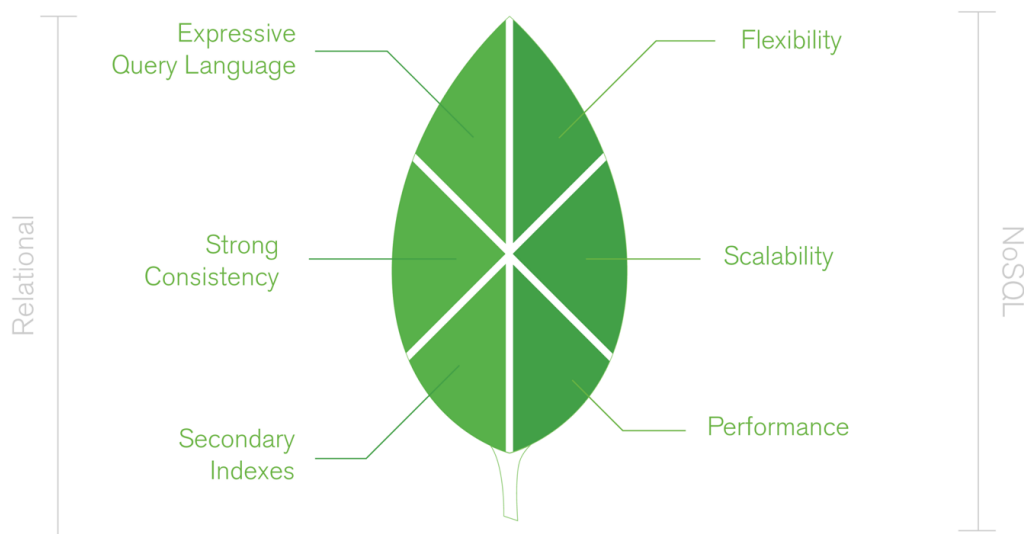 Relational
Expressive
Query Language
Strong
Consistency
Secondary
Indexes
Flexibility
Scalability
Performance
NoSQL